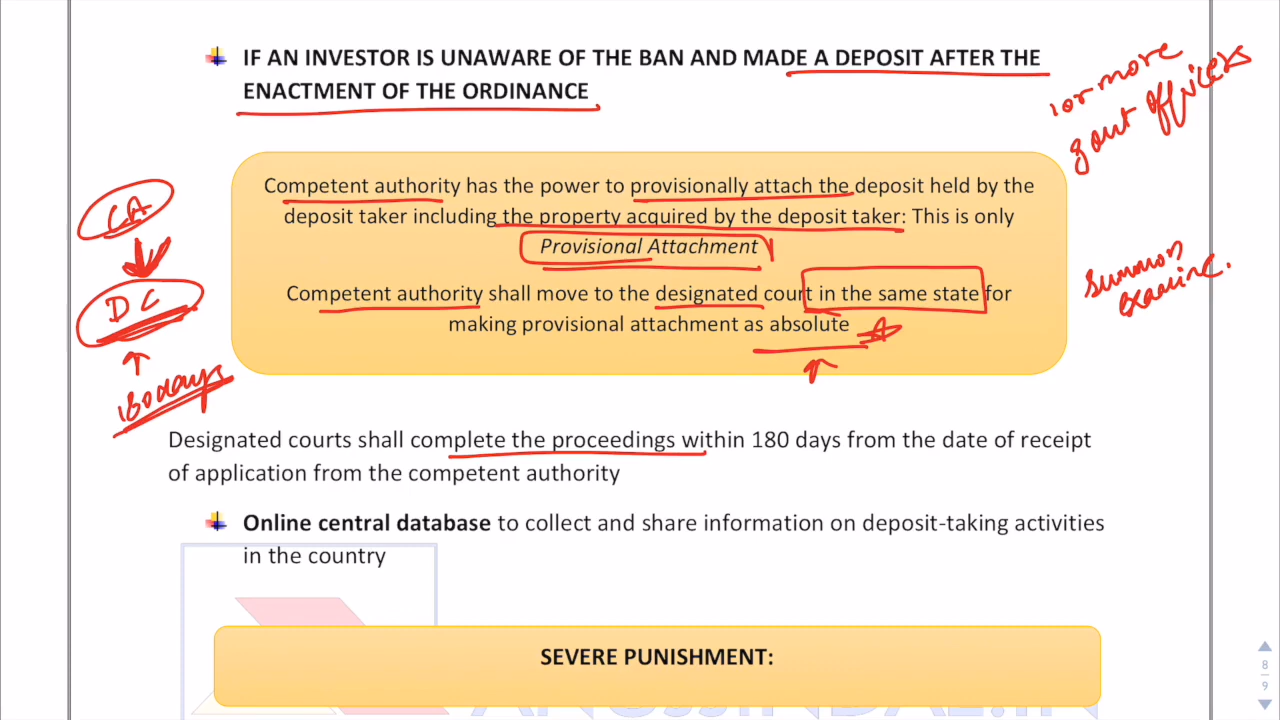 IF AN INVESTOR IS UNAWARE OF THE BAN AND MADE A DEPOSIT AFTER THE
ENACTMENT OF THE ORDINANCE
1 or more
govt officers
Competent authority has the power to provisionally attach the deposit held by the
deposit taker including the property acquired by the deposit taker: This is only
Provisional Attachment
Competent authority shall move to the designated court in the same state for
making provisional attachment as absolute
CA
DC
180 days
summon
examine.
Designated courts shall complete the proceedings within 180 days from the date of receipt
of application from the competent authority
Online central database to collect and share information on deposit-taking activities
in the country
SEVERE PUNISHMENT:
8
9